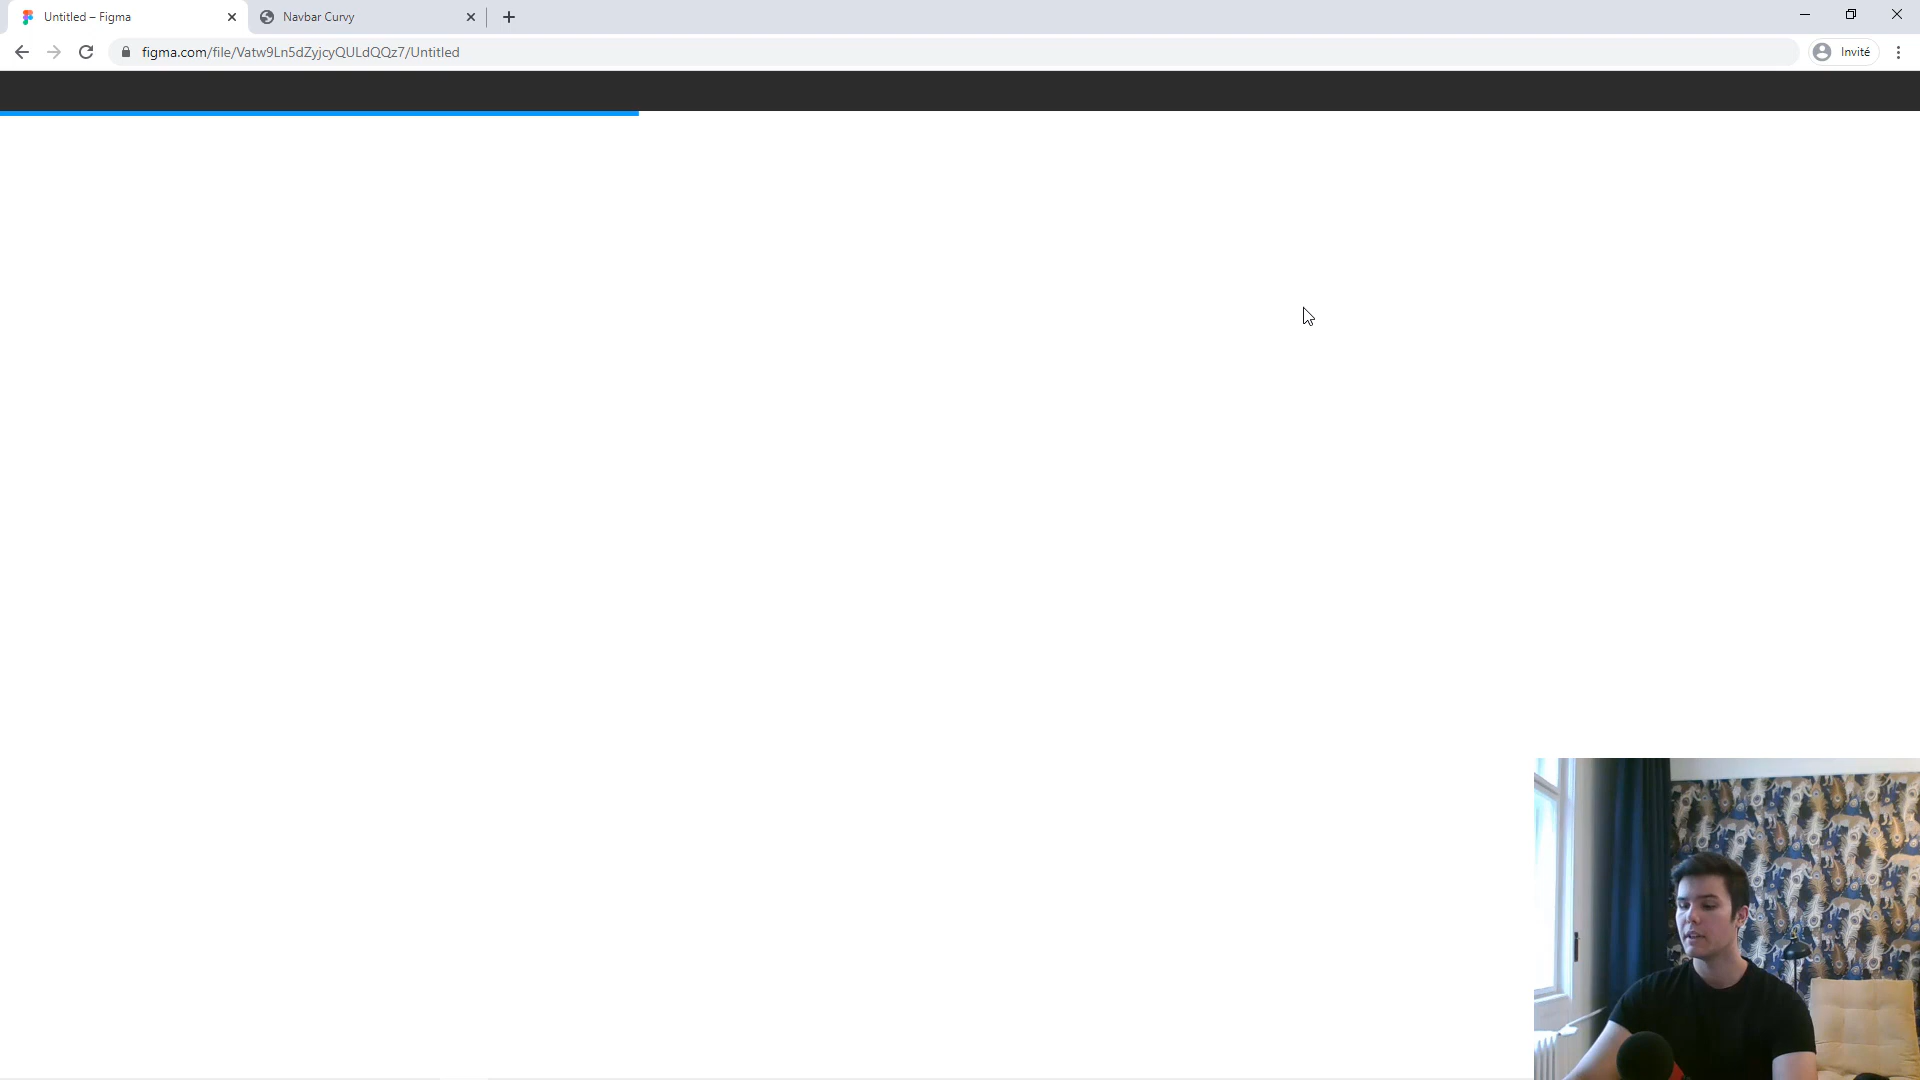 Untitled – Figma
Navbar Curvy
figma.com/file/Vatw9Ln5dZyjcyQULdQQz7/Untitled
Invité